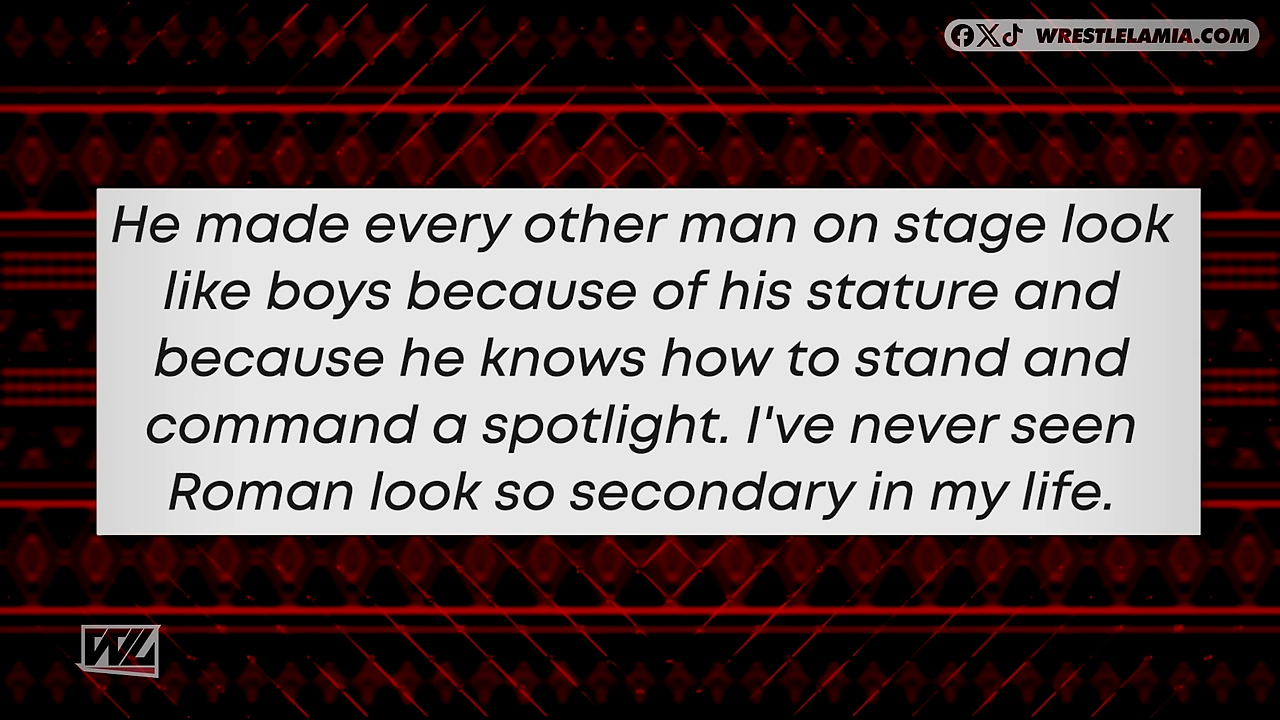 WRESTLELAMIA.COM
He made every other man on stage look
like boys because of his stature and
because he knows how to stand and
command a spotlight. I've never seen
Roman look so secondary in my life.
WL